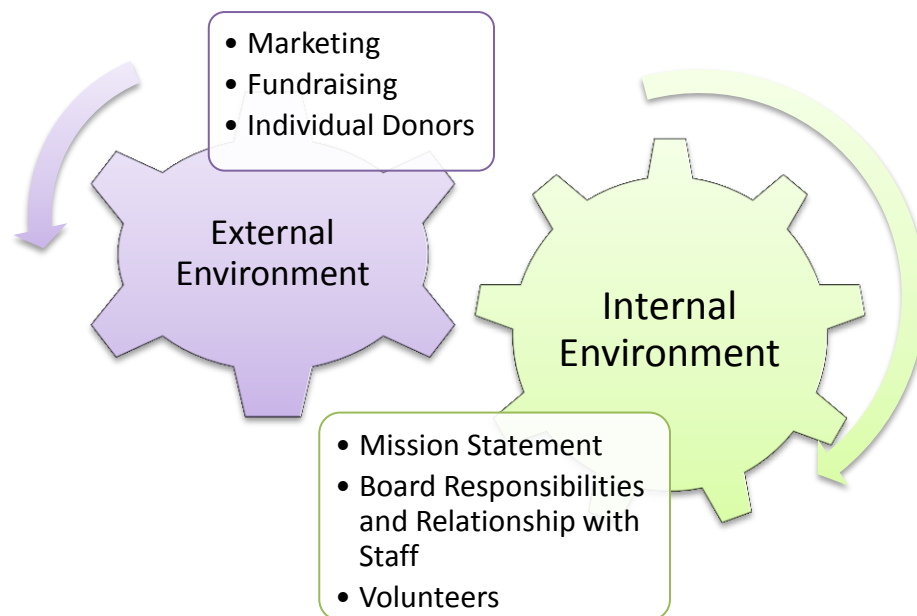 • Marketing
• Fundraising
• Individual Donors
External
Environment
Internal
Environment
• Mission Statement
• Board Responsibilities
and Relationship with
Staff
• Volunteers